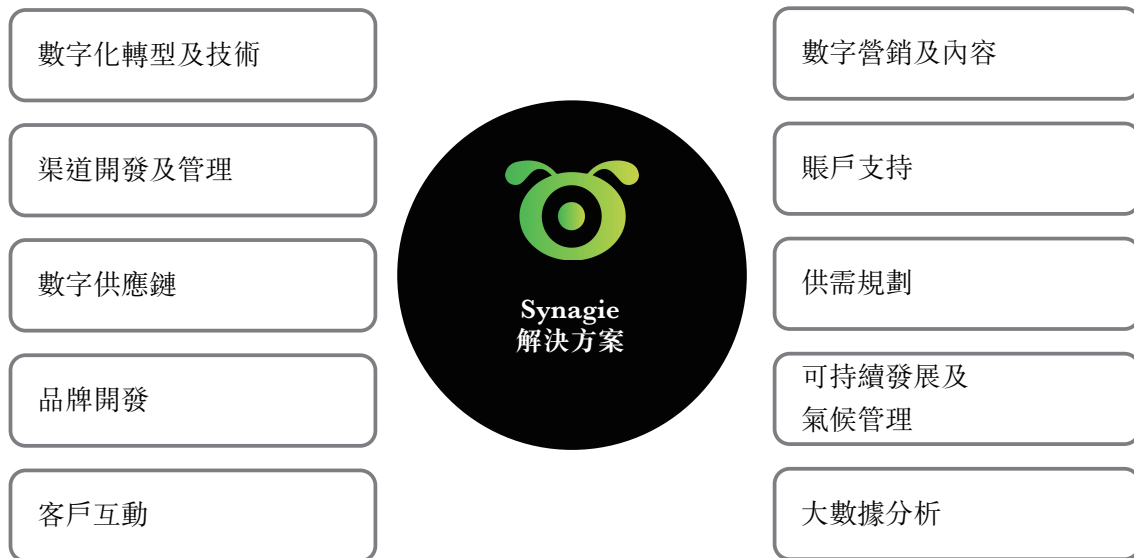 數字化轉型及技術
渠道開發及管理
數字供應鏈
品牌開發
客戶互動
Synagie
解決方案
數字營銷及內容
賬戶支持
供需規劃
可持續發展及
氣候管理
大數據分析